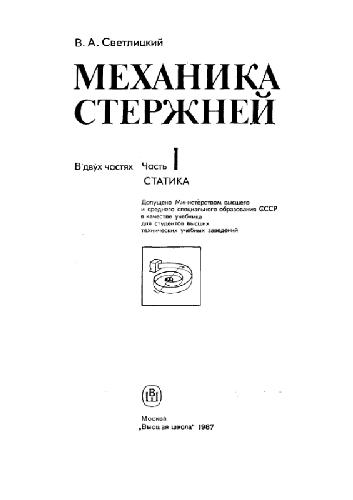 В. А. Светлицкий
МЕХАНИКА
СТЕРЖНЕЙ
В двух частях Часть I
СТАТИКА
Допущено Министерством высшего
и среднего специального образования СССР
в качестве учебника
для студентов высших
технических учебных заведений
ВШ
Москва
„Высшая школа" 1987